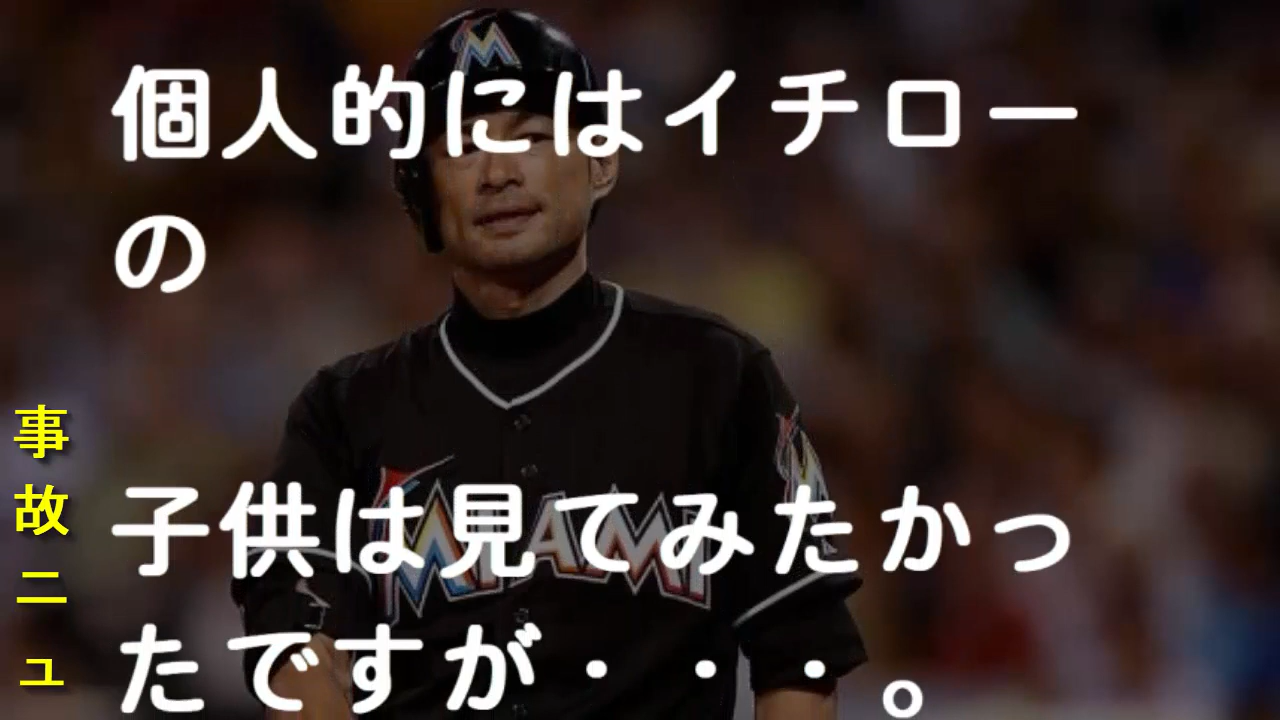 個人的にはイチロー
の
子供は見てみたかっ
たですが・・・。
事故ニュ
M
MIAMI